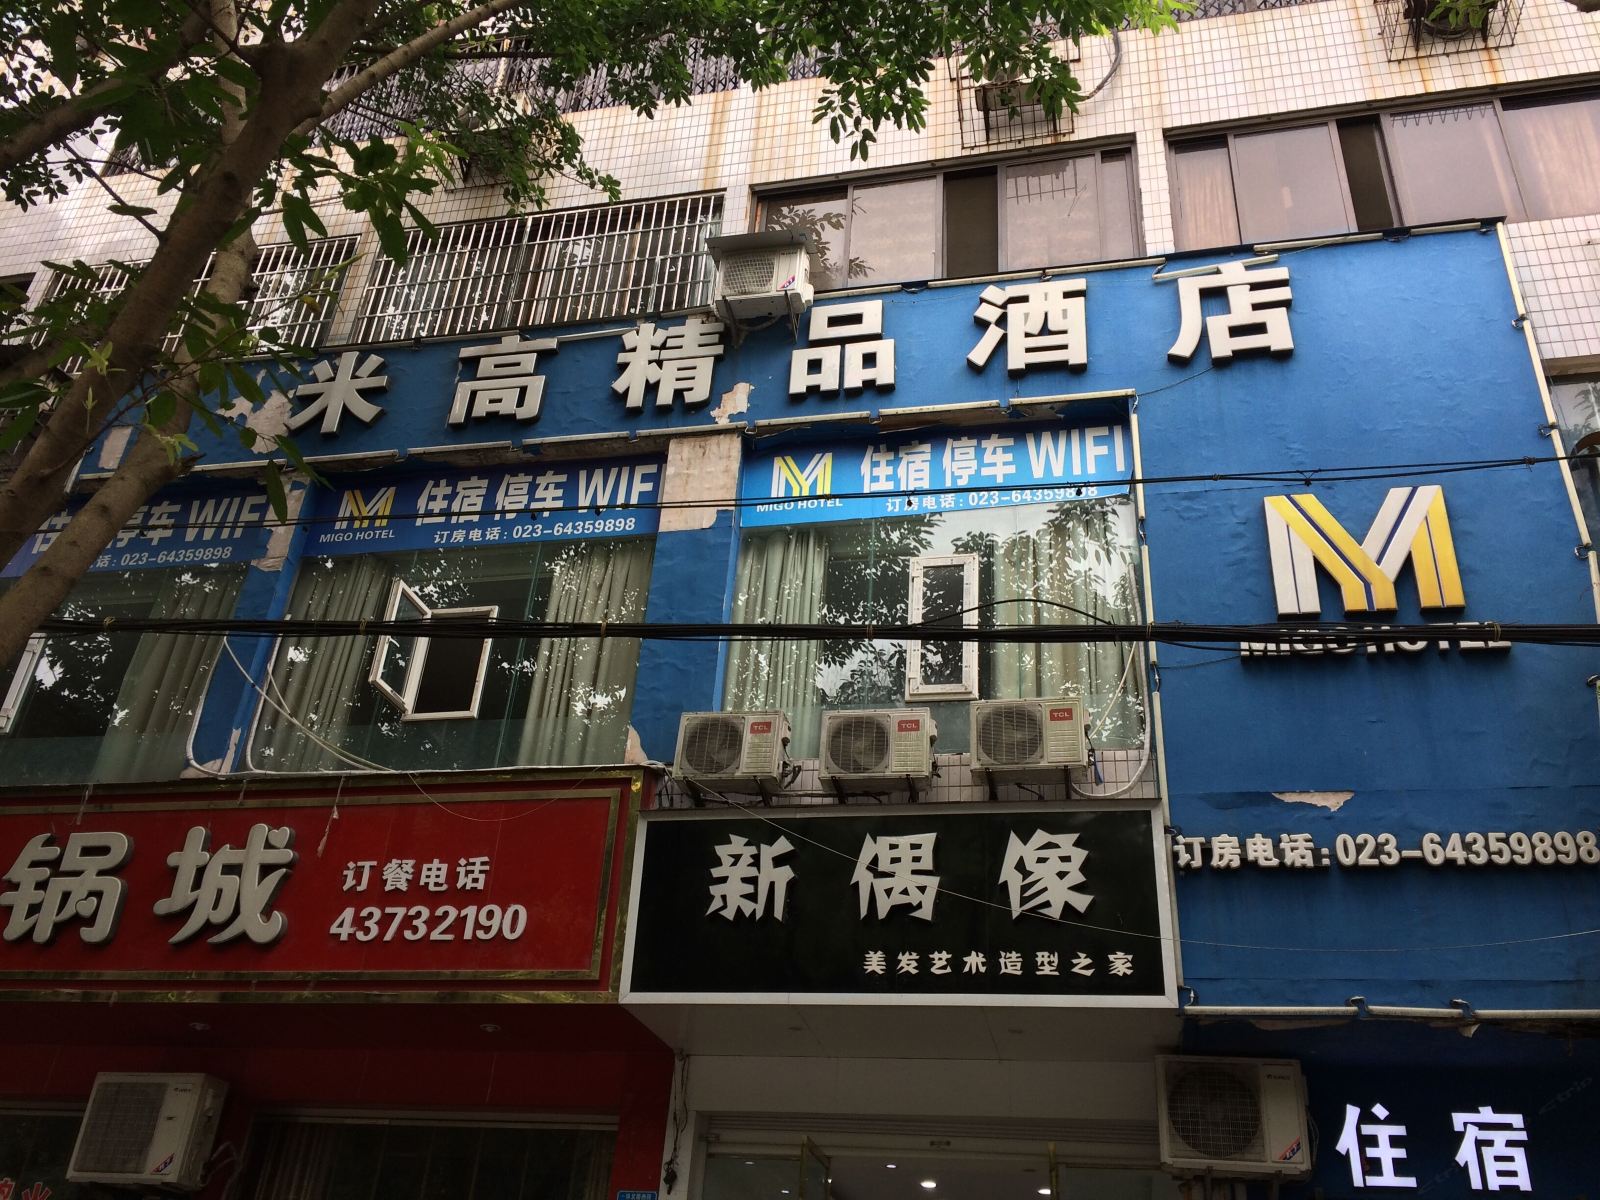 米高精品酒店
住宿 停车 WIFI
话:023-64359898
住宿 停车 WIFI
MIGO HOTEL
订房电话:023-64359898
住宿 停车 WIFI
MIGO HOTEL
订房电话:023-64359898
MIGO HOTEL
订房电话:023-64359898
锅城
订餐电话
43732190
新偶像
美发艺术造型之家
TCL
TCL
TCL
住宿